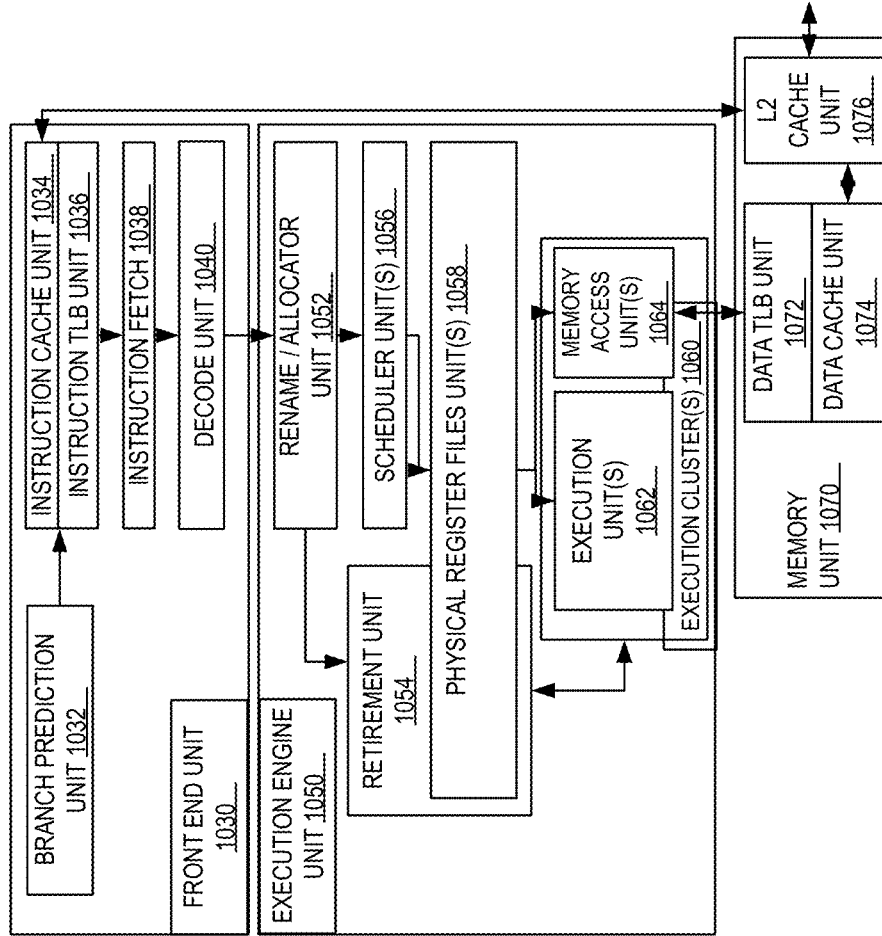 BRANCH PREDICTION
UNIT 1032
INSTRUCTION CACHE UNIT 1034
INSTRUCTION TLB UNIT 1036
INSTRUCTION FETCH 1038
DECODE UNIT 1040
FRONT END UNIT
1030
EXECUTION ENGINE
UNIT 1050
RENAME / ALLOCATOR
UNIT 1052
RETIREMENT UNIT
1054
SCHEDULER UNIT(S) 1056
PHYSICAL REGISTER FILES UNIT(S) 1058
EXECUTION
UNIT(S)
1062
MEMORY
ACCESS
UNIT(S)
1064
EXECUTION CLUSTER(S) 1060
MEMORY
UNIT 1070
DATA TLB UNIT
1072
DATA CACHE UNIT
1074
L2
CACHE
UNIT
1076